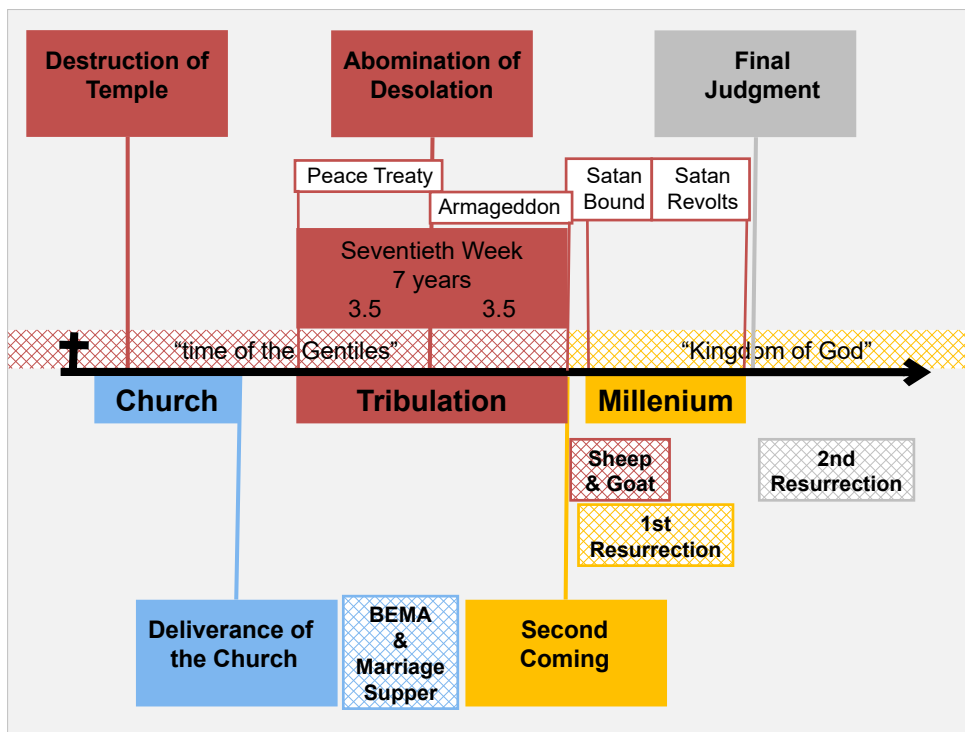 Destruction of
Temple
Abomination of
Desolation
Final
Judgment
Peace Treaty
Armageddon
Satan
Bound
Satan
Revolts
Seventieth Week
7 years
3.5 3.5
“time of the Gentiles”
“Kingdom of God”
Church
Tribulation
Millenium
Sheep
& Goat
2nd
Resurrection
1st
Resurrection
Deliverance of
the Church
BEMA
&
Marriage
Supper
Second
Coming